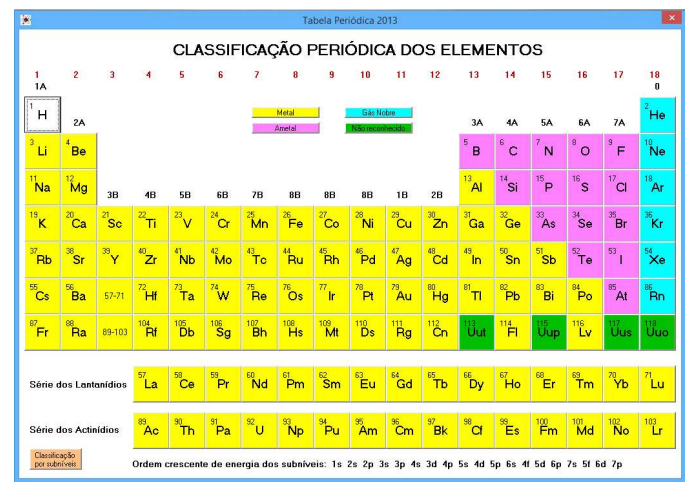 Tabela Periódica 2013
CLASSIFICAÇÃO PERIÓDICA DOS ELEMENTOS
1 2 3 4 5 6 7 8 9 10 11 12 13 14 15 16 17 18
1A 0
Metal Gás Nobre
Ametal Não reconhecido
1 H 2A 3A 4A 5A 6A 7A 2 He
3 Li 4 Be 5 B 6 C 7 N 8 O 9 F 10 Ne
11 Na 12 Mg 3B 4B 5B 6B 7B 8B 8B 8B 1B 2B 13 Al 14 Si 15 P 16 S 17 Cl 18 Ar
19 K 20 Ca 21 Sc 22 Ti 23 V 24 Cr 25 Mn 26 Fe 27 Co 28 Ni 29 Cu 30 Zn 31 Ga 32 Ge 33 As 34 Se 35 Br 36 Kr
37 Rb 38 Sr 39 Y 40 Zr 41 Nb 42 Mo 43 Tc 44 Ru 45 Rh 46 Pd 47 Ag 48 Cd 49 In 50 Sn 51 Sb 52 Te 53 I 54 Xe
55 Cs 56 Ba 57-71 72 Hf 73 Ta 74 W 75 Re 76 Os 77 Ir 78 Pt 79 Au 80 Hg 81 Tl 82 Pb 83 Bi 84 Po 85 At 86 Rn
87 Fr 88 Ra 89-103 104 Rf 105 Db 106 Sg 107 Bh 108 Hs 109 Mt 110 Ds 111 Rg 112 Cn 113 Uut 114 Fl 115 Uup 116 Lv 117 Uus 118 Uuo
Série dos Lantanídios 57 La 58 Ce 59 Pr 60 Nd 61 Pm 62 Sm 63 Eu 64 Gd 65 Tb 66 Dy 67 Ho 68 Er 69 Tm 70 Yb 71 Lu
Série dos Actinídios 89 Ac 90 Th 91 Pa 92 U 93 Np 94 Pu 95 Am 96 Cm 97 Bk 98 Cf 99 Es 100 Fm 101 Md 102 No 103 Lr
Classificação
por subníveis
Ordem crescente de energia dos subníveis: 1s 2s 2p 3s 3p 4s 3d 4p 5s 4d 5p 6s 4f 5d 6p 7s 5f 6d 7p